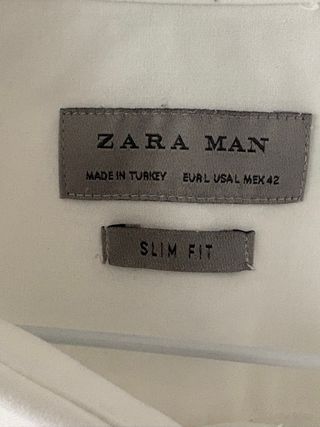 ZARA MAN
MADE IN TURKEY EUR L USA L MEX 42
SLIM FIT